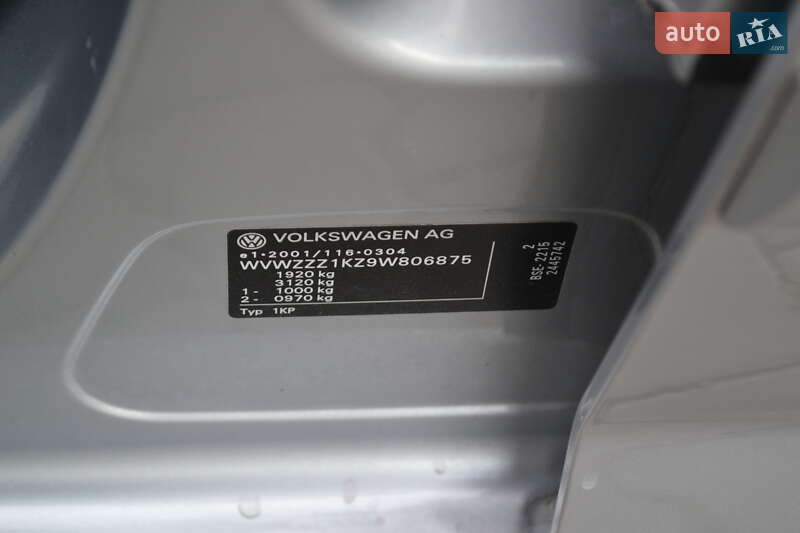 auto RIA.com
VOLKSWAGEN AG
e1*2001/116*0304
WVWZZZ1KZ9W806875
1920 kg
3120 kg
1 - 1000 kg
2 - 0970 kg
Typ 1KP
2
BSE- 2215
2445742